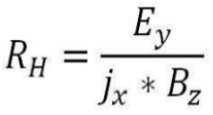 R_H = E_y / (j_x * B_z)